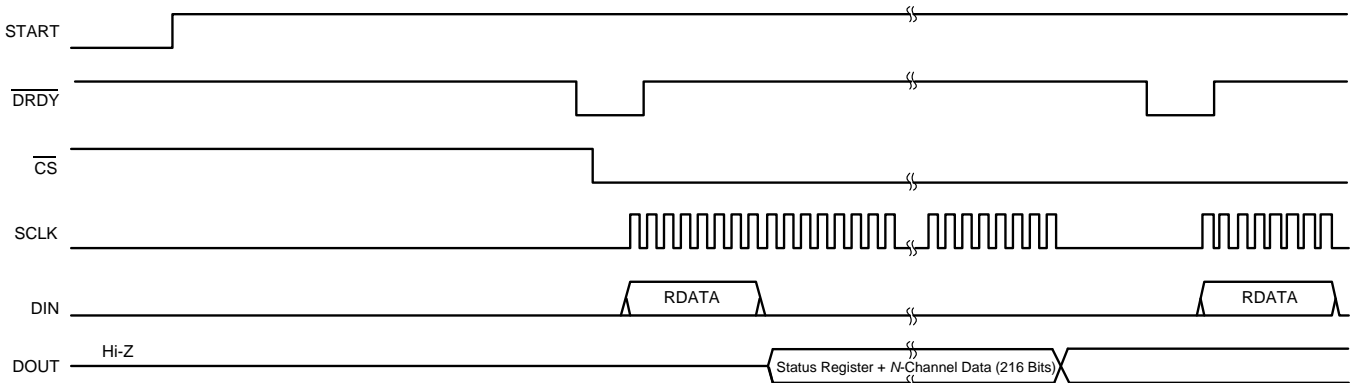 START
DRDY
CS
SCLK
DIN
RDATA
RDATA
DOUT
Hi-Z
Status Register + N-Channel Data (216 Bits)